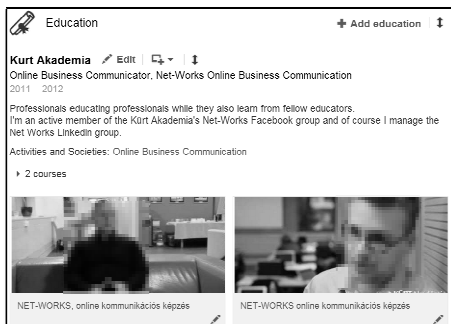 Education
Add education
Kurt Akademia Edit
Online Business Communicator, Net-Works Online Business Communication
2011 2012
Professionals educating professionals while they also learn from fellow educators.
I'm an active member of the Kürt Akademia's Net-Works Facebook group and of course I manage the
Net Works LinkedIn group.
Activities and Societies: Online Business Communication
2 courses
NET-WORKS, online kommunikációs képzés
NET-WORKS online kommunikációs képzés